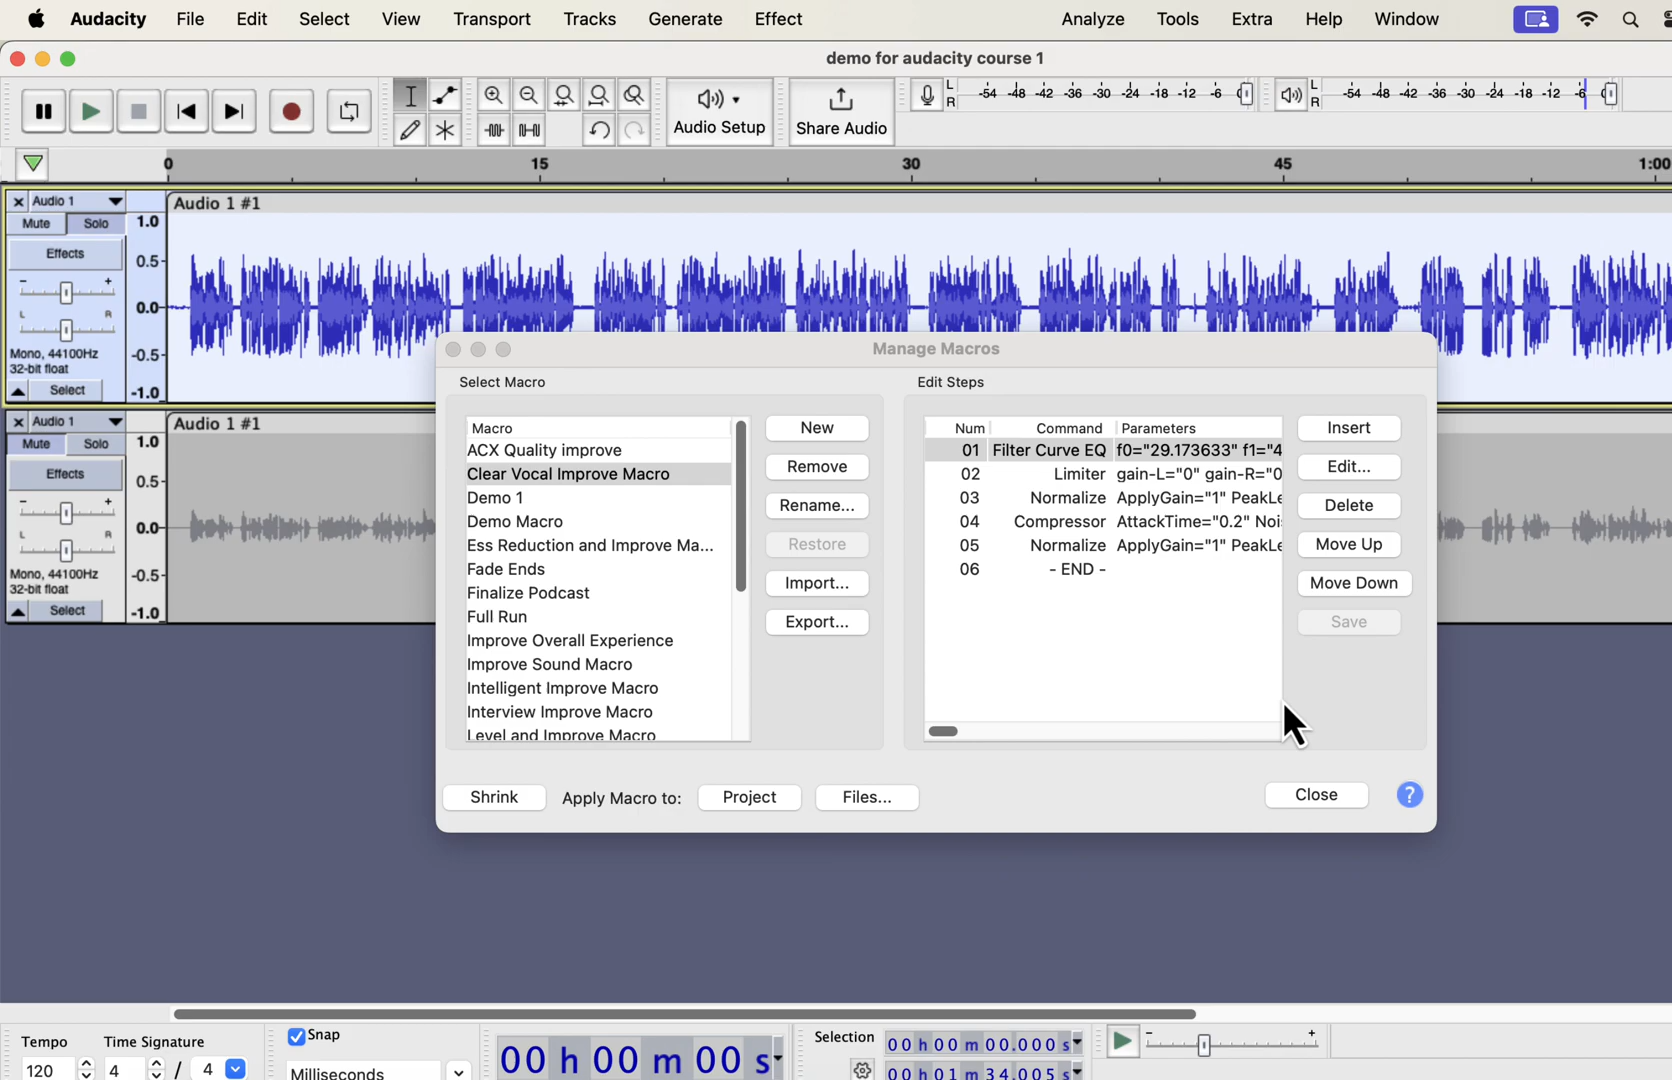 Audacity File Edit Select View Transport Tracks Generate Effect Analyze Tools Extra Help Window
demo for audacity course 1
Audio Setup
Share Audio
L
R
-54 -48 -42 -36 -30 -24 -18 -12 -6
L
R
-54 -48 -42 -36 -30 -24 -18 -12 -6
0 15 30 45 1:00
Audio 1
Audio 1 #1
Mute Solo
Effects
- +
L R
Mono, 44100Hz
32-bit float
Select
1.0
0.5
0.0
-0.5
-1.0
Audio 1
Audio 1 #1
Mute Solo
Effects
- +
L R
Mono, 44100Hz
32-bit float
Select
1.0
0.5
0.0
-0.5
-1.0
Manage Macros
Select Macro
Macro
ACX Quality improve
Clear Vocal Improve Macro
Demo 1
Demo Macro
Ess Reduction and Improve Ma...
Fade Ends
Finalize Podcast
Full Run
Improve Overall Experience
Improve Sound Macro
Intelligent Improve Macro
Interview Improve Macro
Level and Improve Macro
New
Remove
Rename...
Restore
Import...
Export...
Edit Steps
Num Command Parameters
01 Filter Curve EQ f0="29.173633" f1="4
02 Limiter gain-L="0" gain-R="0
03 Normalize ApplyGain="1" PeakLe
04 Compressor AttackTime="0.2" Noi
05 Normalize ApplyGain="1" PeakLe
06 - END -
Insert
Edit...
Delete
Move Up
Move Down
Save
Shrink Apply Macro to: Project Files... Close ?
Tempo
120
Time Signature
4 / 4
Snap
Milliseconds
00 h 00 m 00 s
Selection
00 h 00 m 00.000 s
00 h 01 m 34.005 s
- +